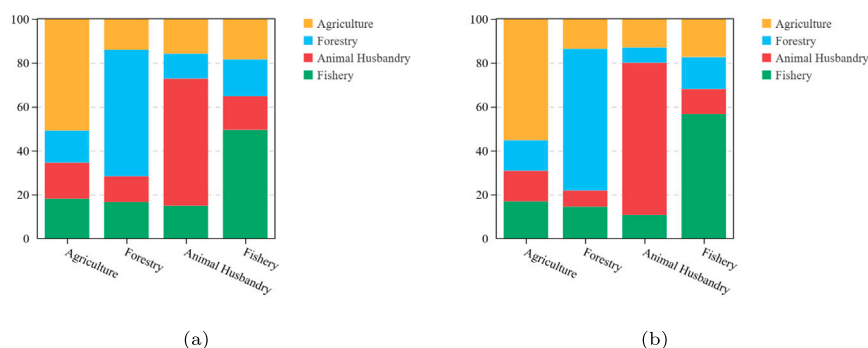 100
80
60
40
20
0
Agriculture
Forestry
Animal Husbandry
Fishery
Agriculture
Forestry
Animal Husbandry
Fishery
(a)
100
80
60
40
20
0
Agriculture
Forestry
Animal Husbandry
Fishery
Agriculture
Forestry
Animal Husbandry
Fishery
(b)